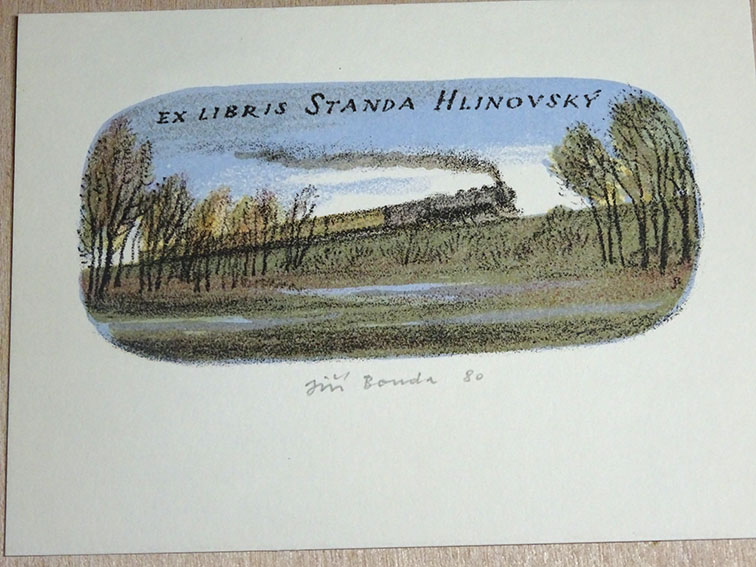 EX LIBRIS STANDA HLINOVSKÝ
Jiří Bouda 80